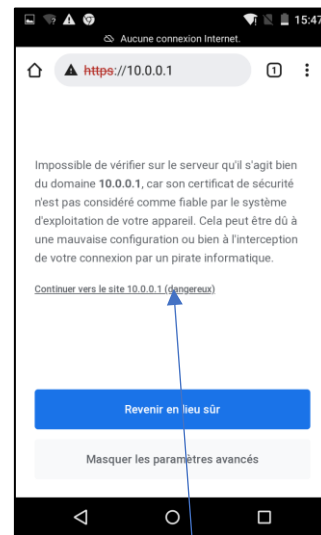 15:47
Aucune connexion Internet.
https://10.0.0.1
1
Impossible de vérifier sur le serveur qu'il s'agit bien
du domaine 10.0.0.1, car son certificat de sécurité
n'est pas considéré comme fiable par le système
d'exploitation de votre appareil. Cela peut être dû à
une mauvaise configuration ou bien à l'interception
de votre connexion par un pirate informatique.
Continuer vers le site 10.0.0.1 (dangereux)
Revenir en lieu sûr
Masquer les paramètres avancés